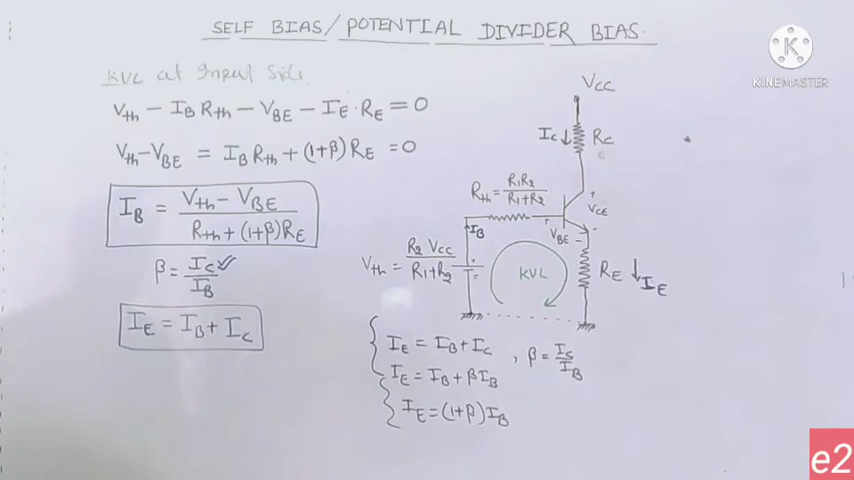 SELF BIAS/POTENTIAL DIVIDER BIAS.
KVL at Input Side
Vth - IB Rth - VBE - IE · RE = 0
Vth - VBE = IB Rth + (1+β) RE = 0
IB = Vth - VBE / Rth + (1+β) RE
β = IC / IB
IE = IB + IC
VCC
IC ↓ RC
Rth = R1R2 / R1+R2
+
VCE
-
IB
+ VBE -
Vth = R2 VCC / R1+R2
+
-
KVL
RE ↓ IE
IE = IB + IC , β = IC / IB
IE = IB + βIB
IE = (1+β) IB
K
KINEMASTER
e2